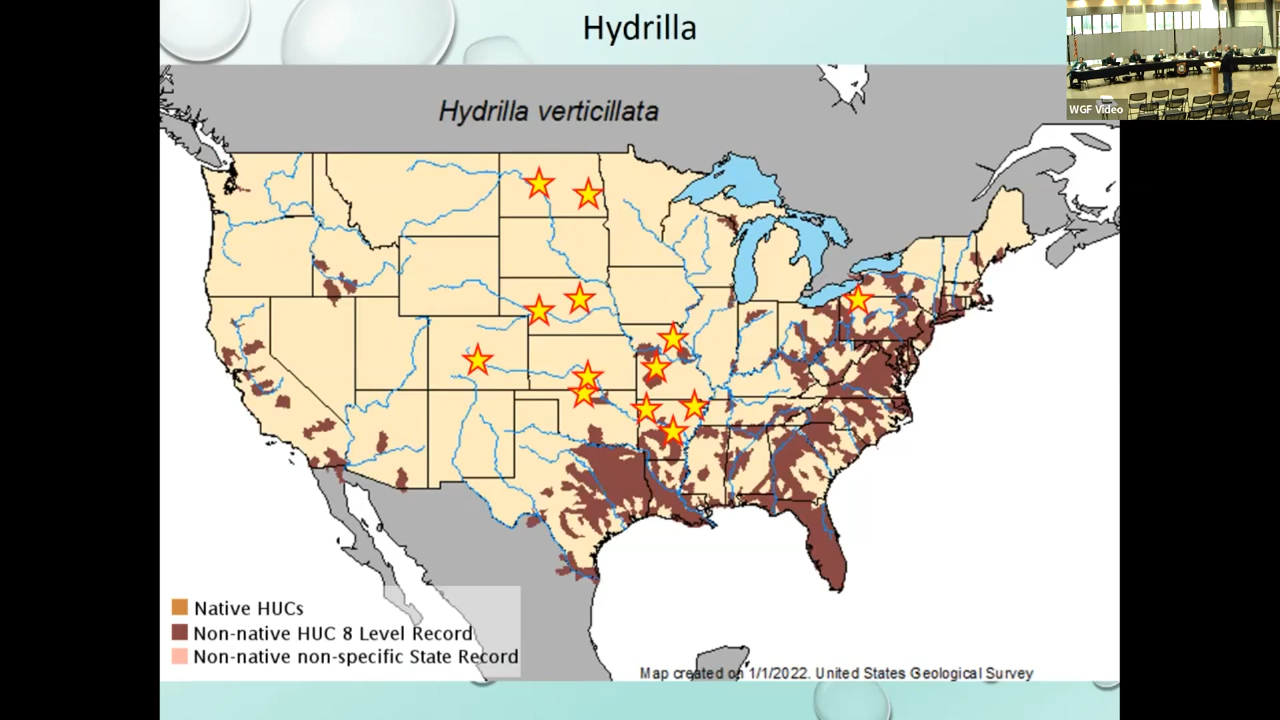 Hydrilla
WGF Video
Hydrilla verticillata
Native HUCs
Non-native HUC 8 Level Record
Non-native non-specific State Record
Map created on 1/1/2022. United States Geological Survey